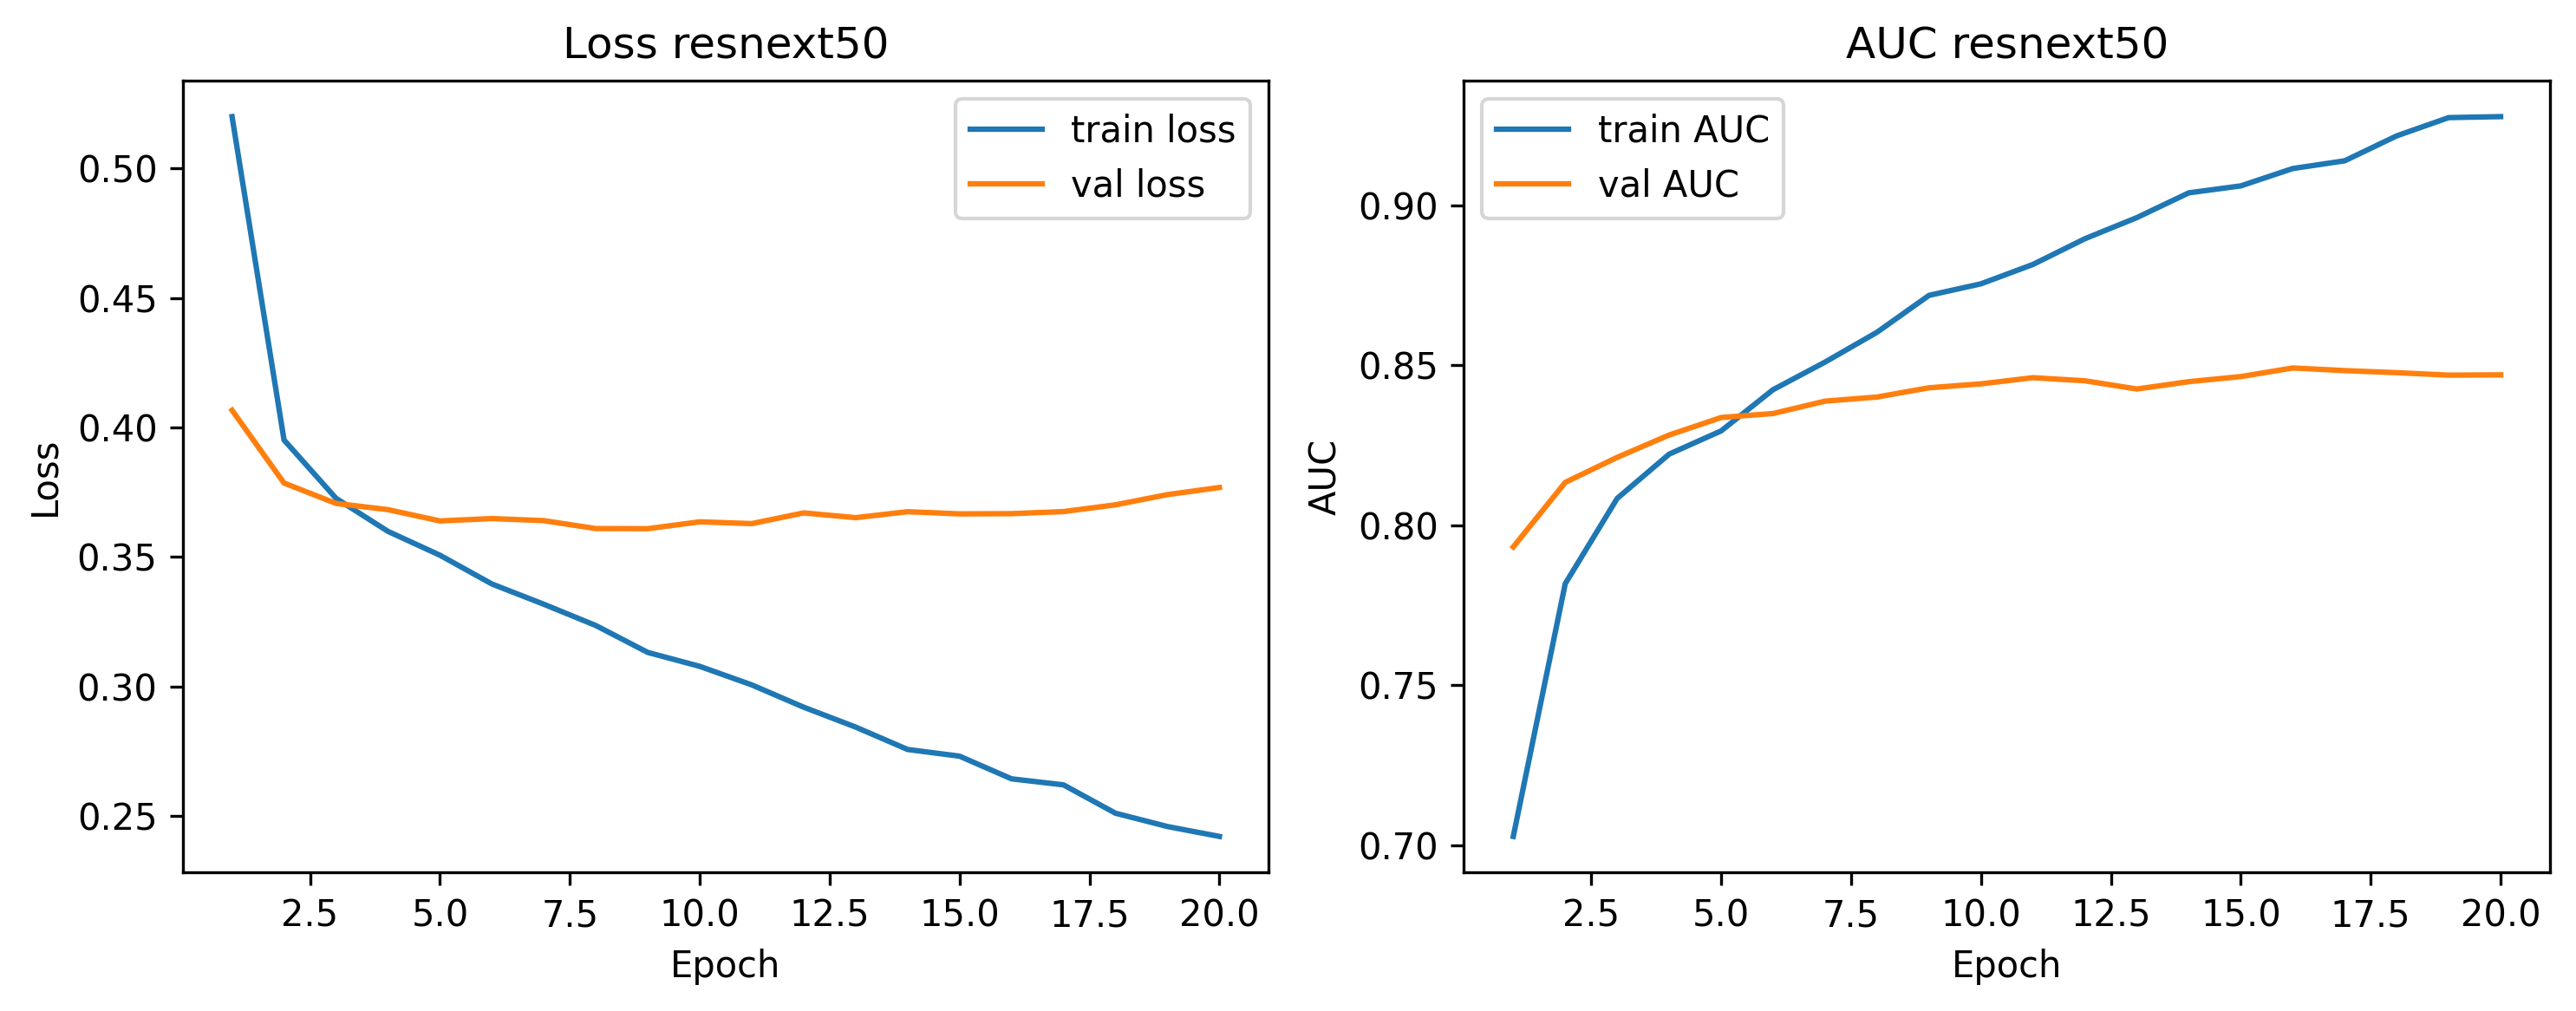 Loss resnext50
train loss
val loss
0.50
0.45
0.40
0.35
0.30
0.25
Loss
2.5 5.0 7.5 10.0 12.5 15.0 17.5 20.0
Epoch
AUC resnext50
train AUC
val AUC
0.90
0.85
0.80
0.75
0.70
AUC
2.5 5.0 7.5 10.0 12.5 15.0 17.5 20.0
Epoch